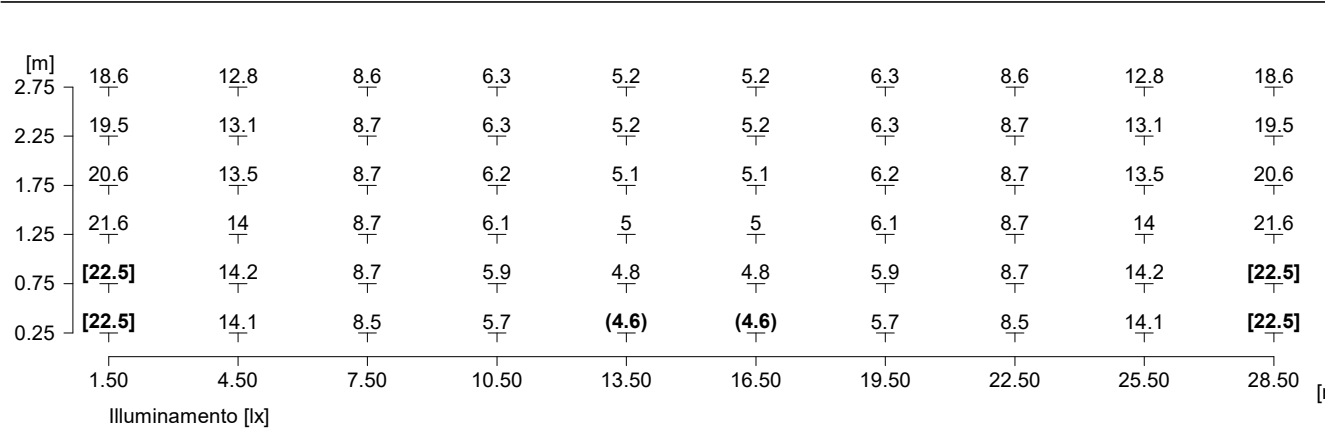 [m]
2.75 18.6 12.8 8.6 6.3 5.2 5.2 6.3 8.6 12.8 18.6
2.25 19.5 13.1 8.7 6.3 5.2 5.2 6.3 8.7 13.1 19.5
1.75 20.6 13.5 8.7 6.2 5.1 5.1 6.2 8.7 13.5 20.6
1.25 21.6 14 8.7 6.1 5 5 6.1 8.7 14 21.6
0.75 [22.5] 14.2 8.7 5.9 4.8 4.8 5.9 8.7 14.2 [22.5]
0.25 [22.5] 14.1 8.5 5.7 (4.6) (4.6) 5.7 8.5 14.1 [22.5]
1.50 4.50 7.50 10.50 13.50 16.50 19.50 22.50 25.50 28.50
Illuminamento [lx]